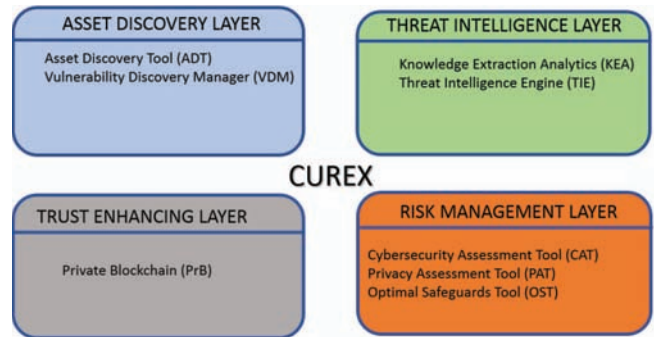 ASSET DISCOVERY LAYER
Asset Discovery Tool (ADT)
Vulnerability Discovery Manager (VDM)
THREAT INTELLIGENCE LAYER
Knowledge Extraction Analytics (KEA)
Threat Intelligence Engine (TIE)
CUREX
TRUST ENHANCING LAYER
Private Blockchain (PrB)
RISK MANAGEMENT LAYER
Cybersecurity Assessment Tool (CAT)
Privacy Assessment Tool (PAT)
Optimal Safeguards Tool (OST)